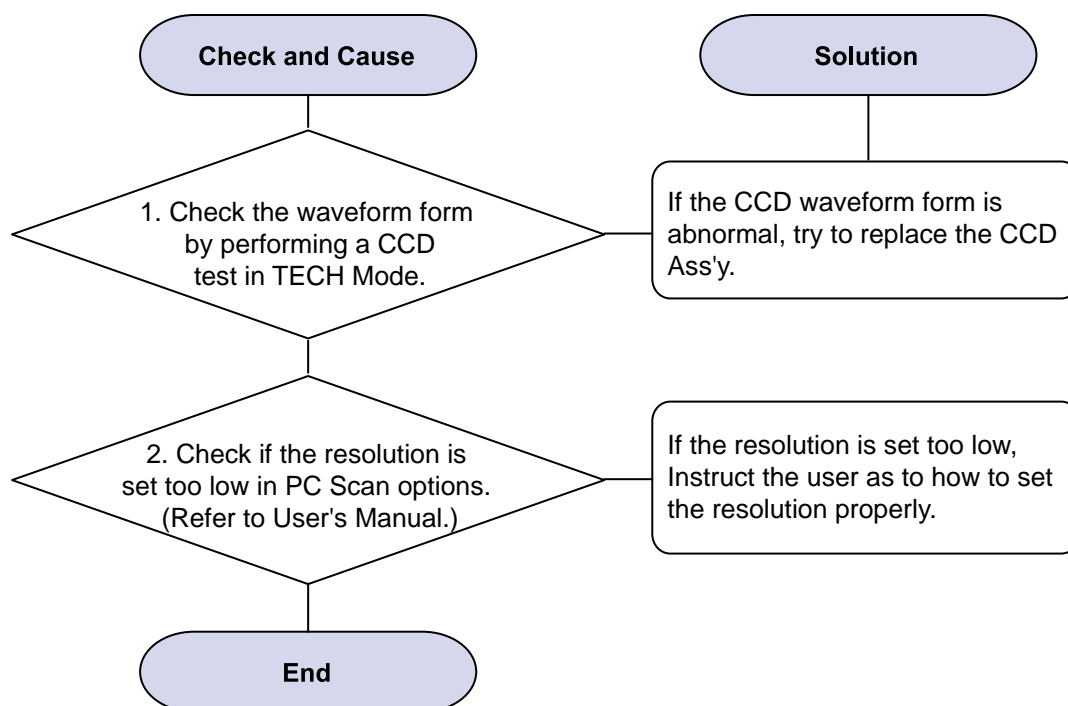 Check and Cause
Solution
1. Check the waveform form
by performing a CCD
test in TECH Mode.
If the CCD waveform form is
abnormal, try to replace the CCD
Ass'y.
2. Check if the resolution is
set too low in PC Scan options.
(Refer to User's Manual.)
If the resolution is set too low,
Instruct the user as to how to set
the resolution properly.
End